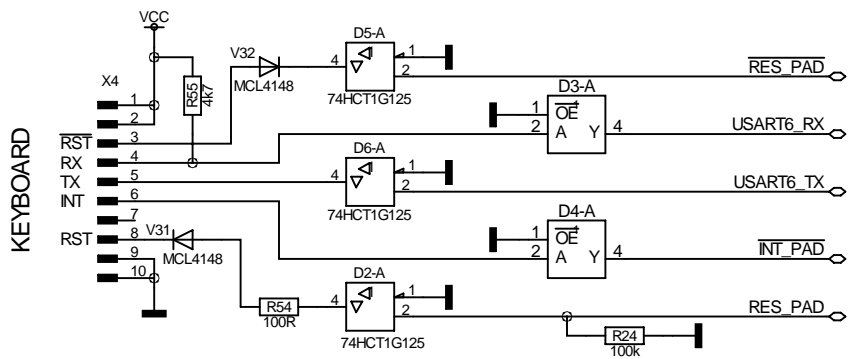 VCC
D5-A
V32
4
1
2
RES_PAD
MCL4148
74HCT1G125
X4
R55
4k7
D3-A
1
OE
2
A
Y
4
USART6_RX
KEYBOARD
1
2
RST
3
RX
4
TX
5
INT
6
7
RST
8
9
10
D6-A
4
1
2
USART6_TX
74HCT1G125
D4-A
1
OE
2
A
Y
4
INT_PAD
V31
MCL4148
D2-A
R54
100R
4
1
2
RES_PAD
74HCT1G125
R24
100k